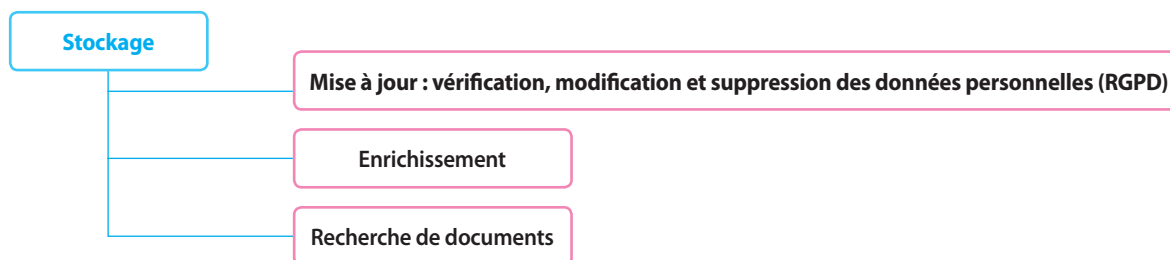 Stockage
Mise à jour : vérification, modification et suppression des données personnelles (RGPD)
Enrichissement
Recherche de documents